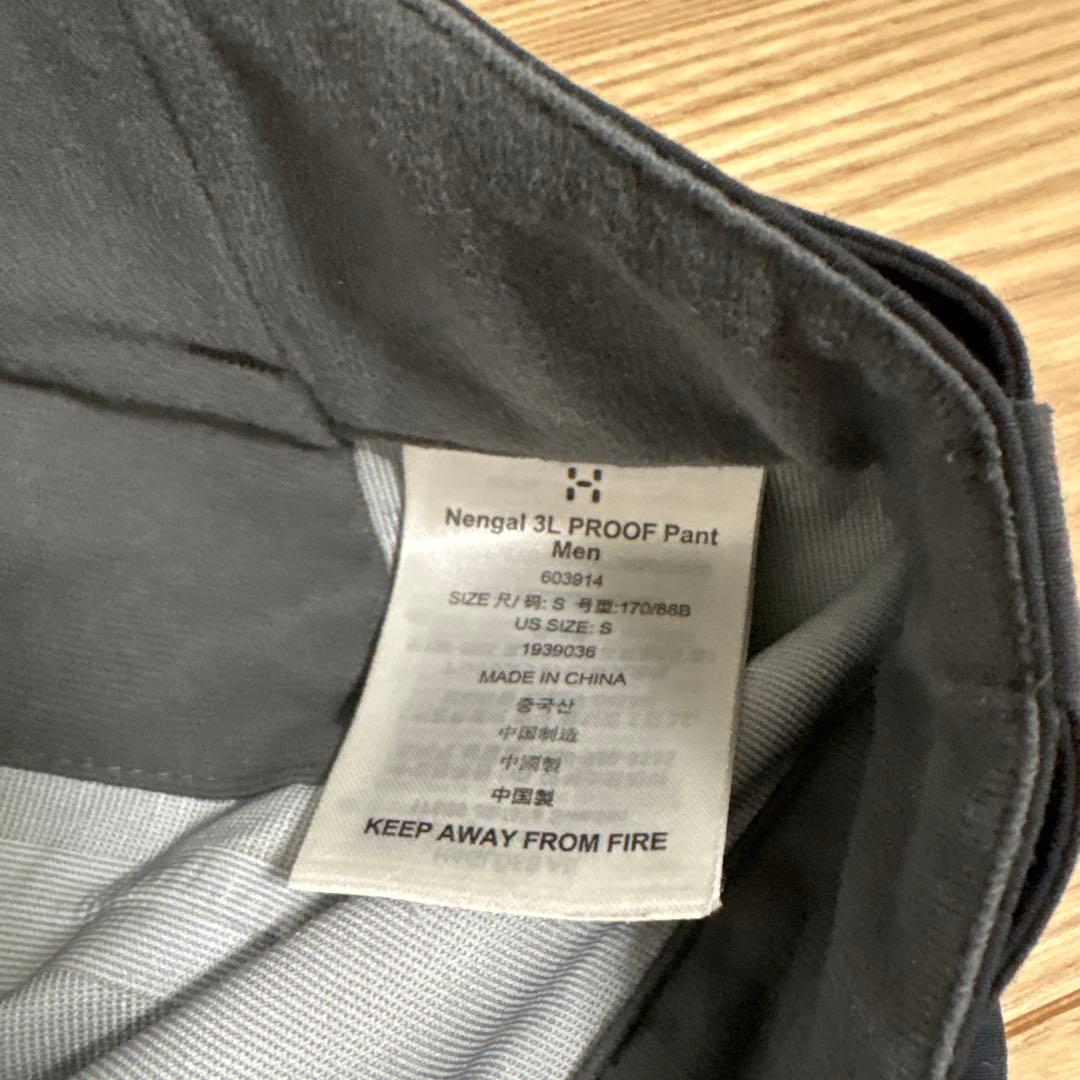 Nengal 3L PROOF Pant
Men
603914
SIZE 尺/码: S 号型:170/88B
US SIZE: S
1939036
MADE IN CHINA
중국산
中国制造
中國製
中国製
KEEP AWAY FROM FIRE